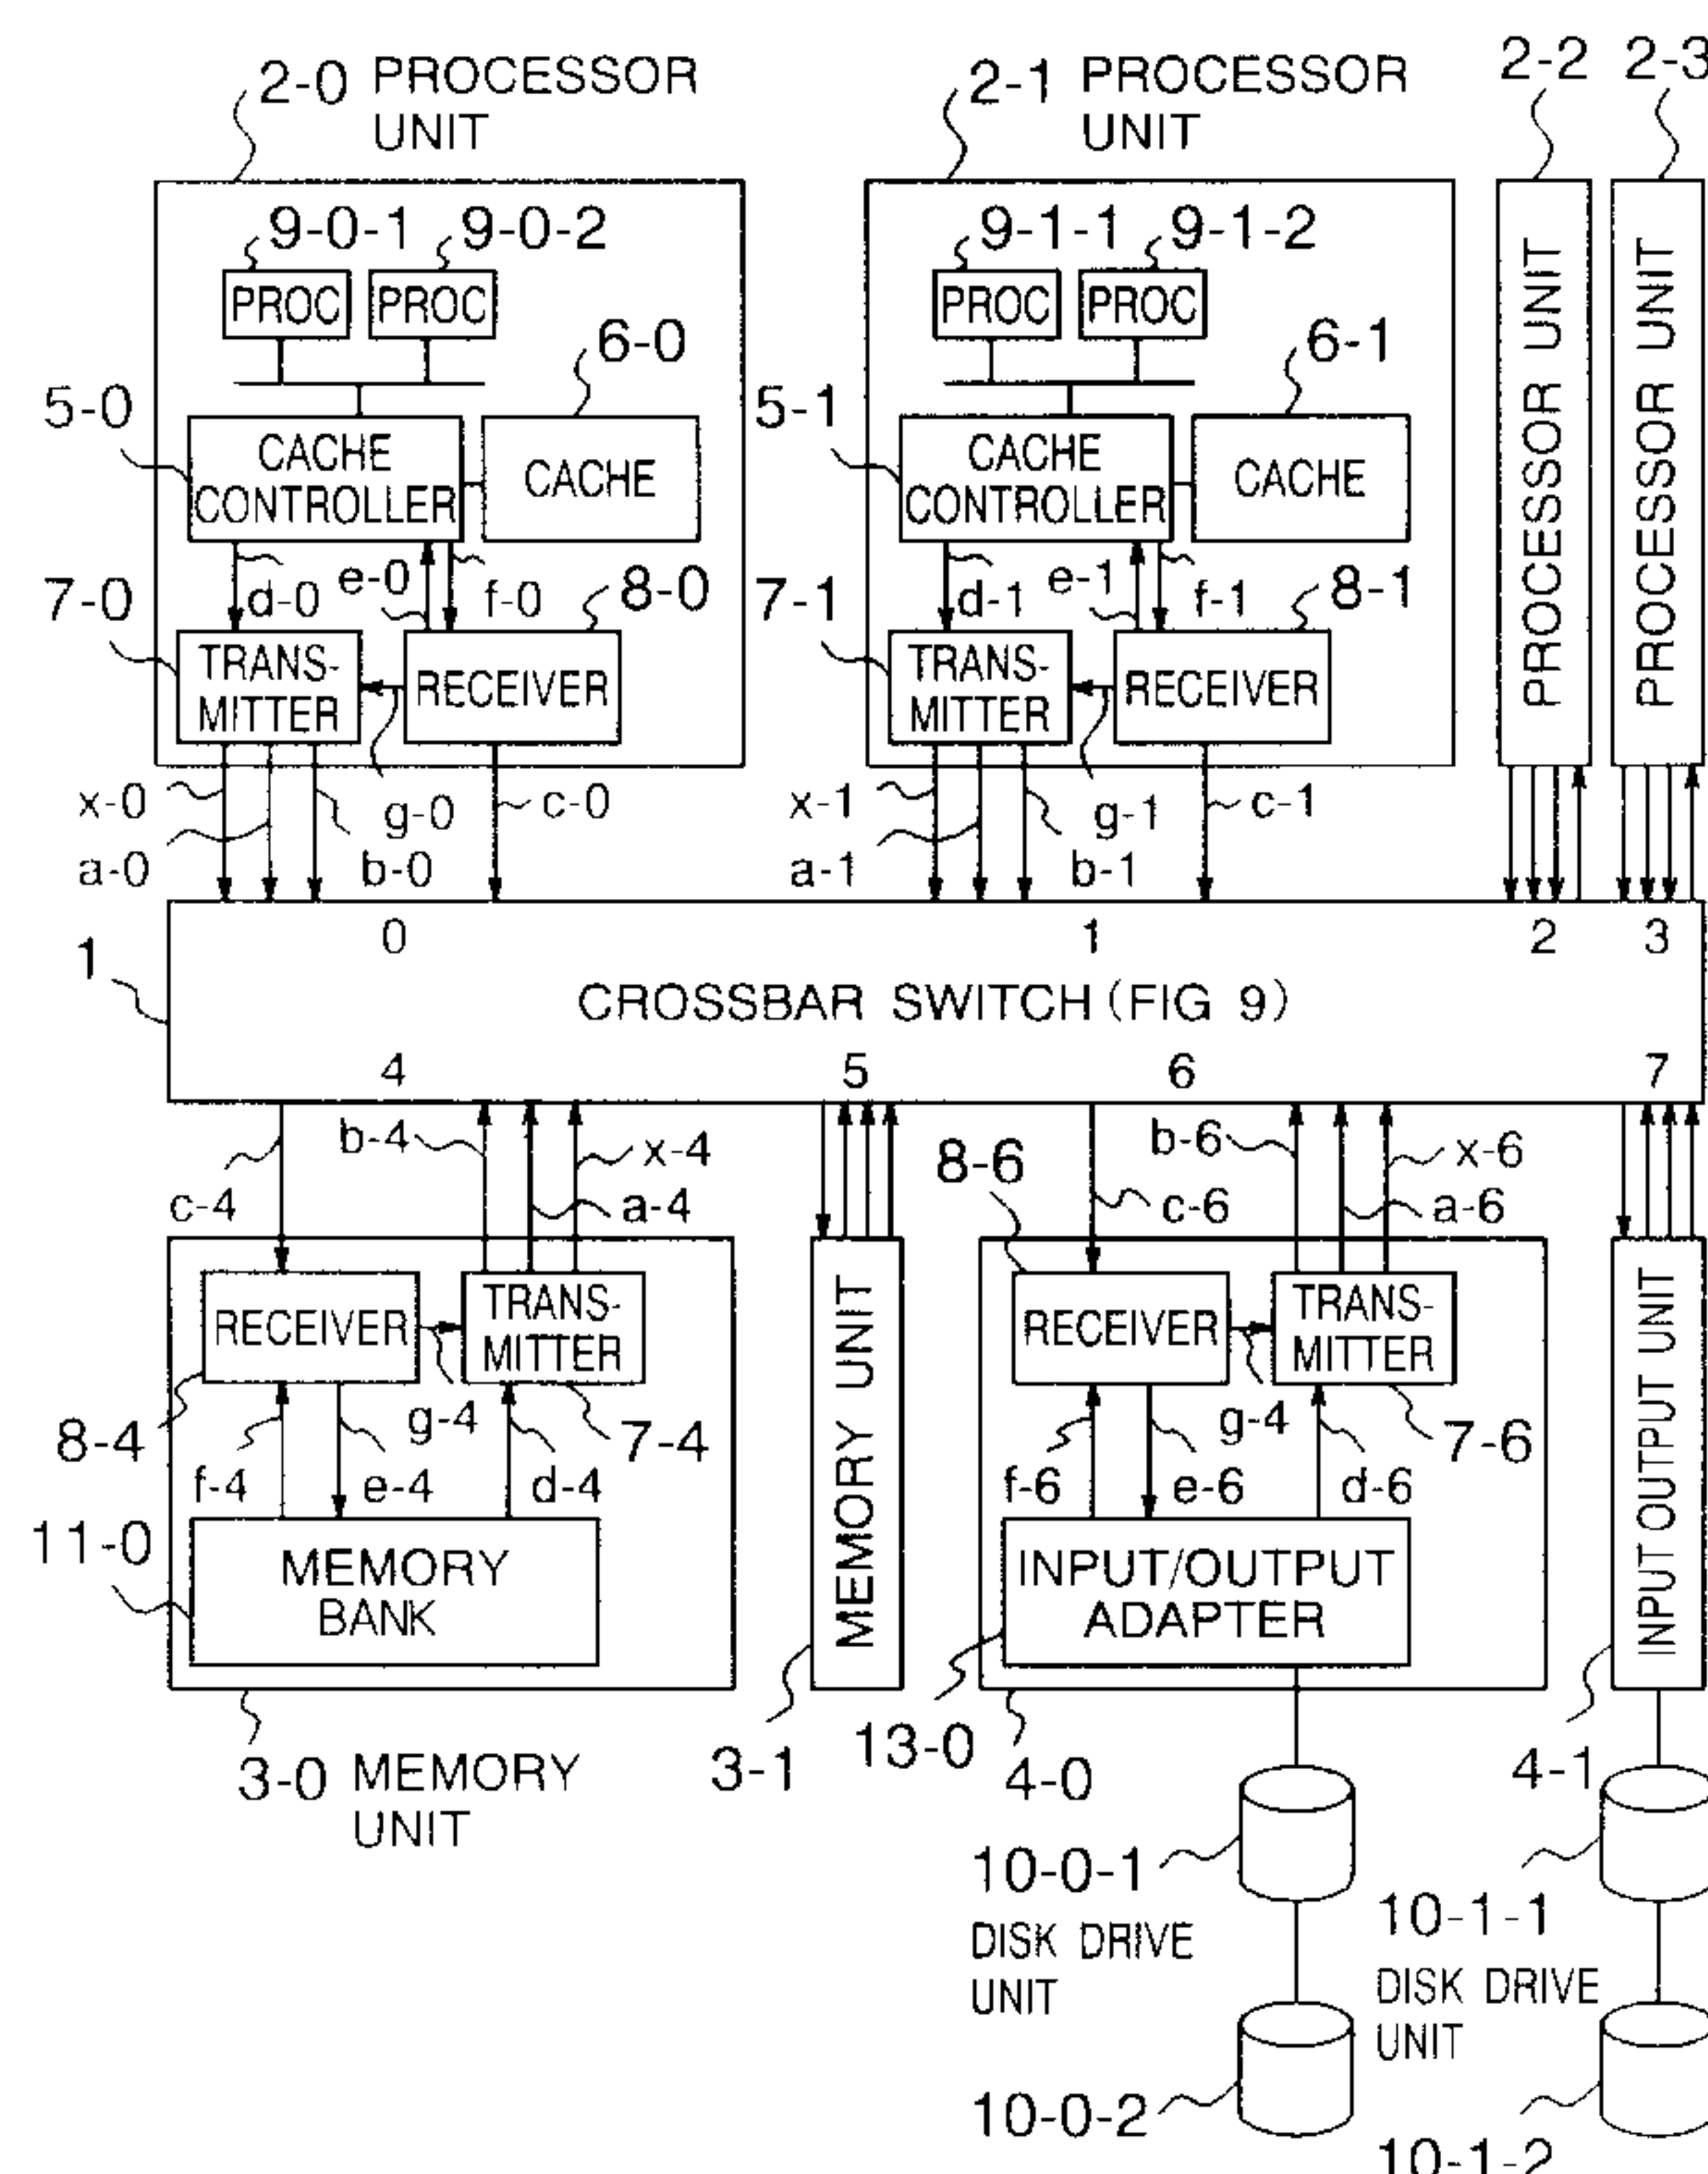 2-0 PROCESSOR UNIT
2-1 PROCESSOR UNIT
2-2
2-3
9-0-1
9-0-2
PROC
PROC
6-0
5-0
CACHE CONTROLLER
CACHE
d-0
e-0
f-0
8-0
7-0
TRANS-
MITTER
RECEIVER
x-0
g-0
c-0
a-0
b-0
9-1-1
9-1-2
PROC
PROC
6-1
5-1
CACHE CONTROLLER
CACHE
d-1
e-1
f-1
8-1
7-1
TRANS-
MITTER
RECEIVER
x-1
g-1
c-1
a-1
b-1
PROCESSOR UNIT
PROCESSOR UNIT
0
1
2
3
1
CROSSBAR SWITCH (FIG 9)
4
5
6
7
b-4
x-4
c-4
a-4
RECEIVER
TRANS-
MITTER
8-4
g-4
7-4
f-4
e-4
d-4
11-0
MEMORY BANK
3-0 MEMORY UNIT
MEMORY UNIT
3-1
8-6
b-6
x-6
c-6
a-6
RECEIVER
TRANS-
MITTER
g-4
7-6
f-6
e-6
d-6
INPUT/OUTPUT ADAPTER
13-0
4-0
INPUT OUTPUT UNIT
4-1
10-0-1
DISK DRIVE UNIT
10-0-2
10-1-1
DISK DRIVE UNIT
10-1-2